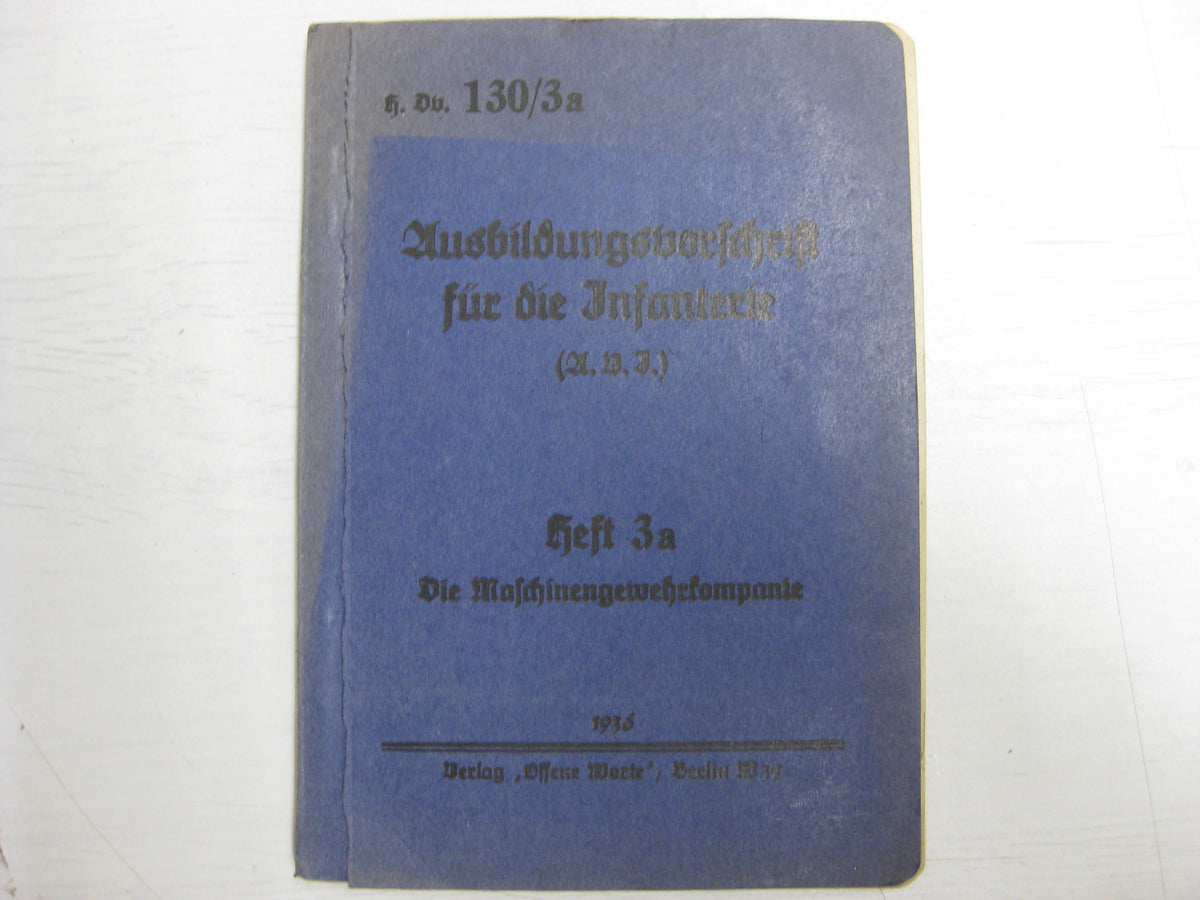 H. Dv. 130/3a
Ausbildungsvorschrift
für die Infanterie
(A. V. I.)
Heft 3a
Die Maschinengewehrkompanie
1936
Verlag „Offene Worte“, Berlin W 35